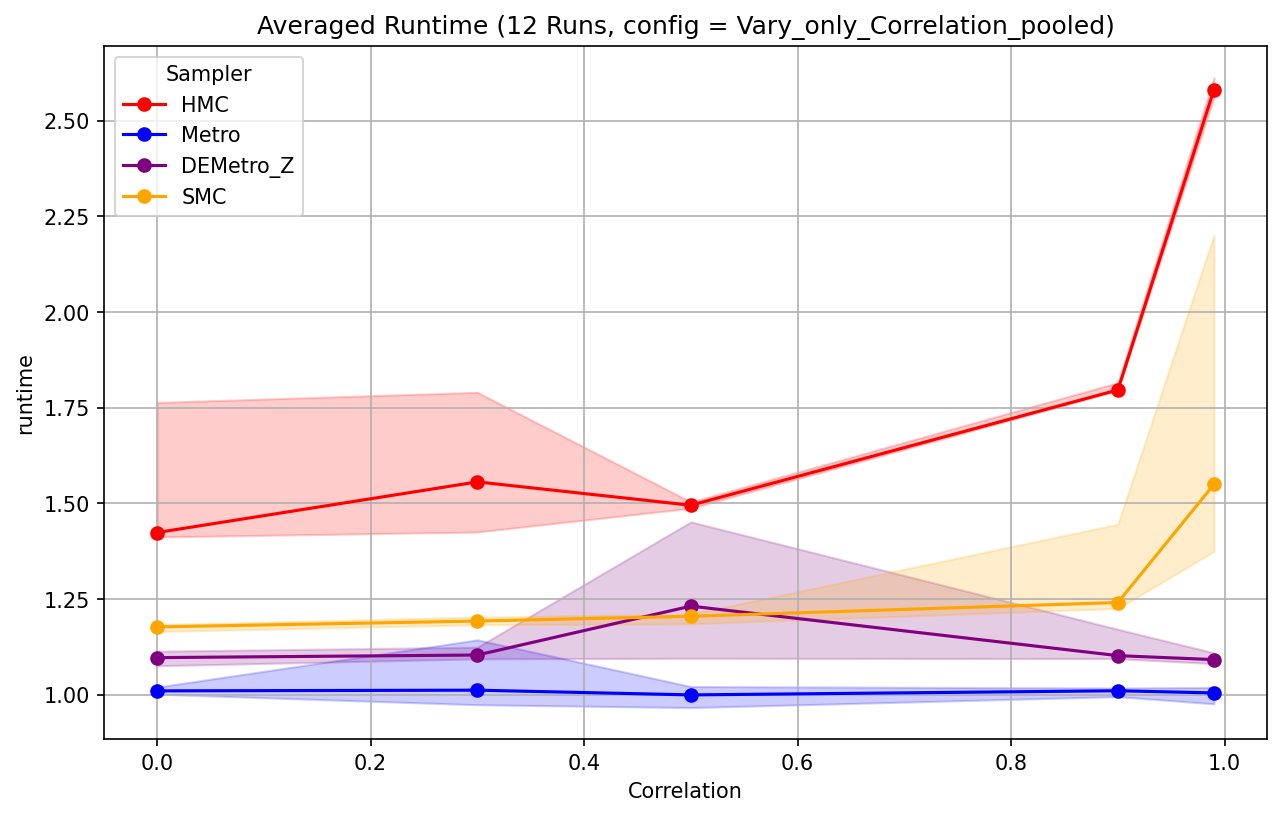 Averaged Runtime (12 Runs, config = Vary_only_Correlation_pooled)
Sampler
HMC
Metro
DEMetro_Z
SMC
2.50
2.25
2.00
1.75
1.50
1.25
1.00
runtime
0.0 0.2 0.4 0.6 0.8 1.0
Correlation